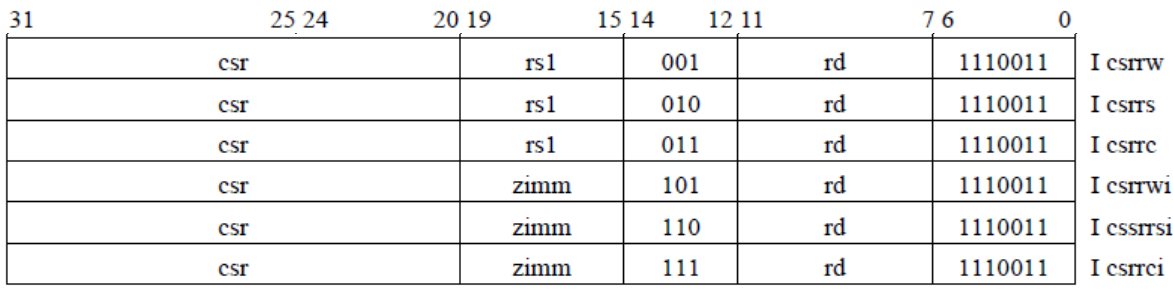 31 25 24 20 19 15 14 12 11 7 6 0
csr rs1 001 rd 1110011 I csrrw
csr rs1 010 rd 1110011 I csrrs
csr rs1 011 rd 1110011 I csrrc
csr zimm 101 rd 1110011 I csrrwi
csr zimm 110 rd 1110011 I cssrrsi
csr zimm 111 rd 1110011 I csrrci